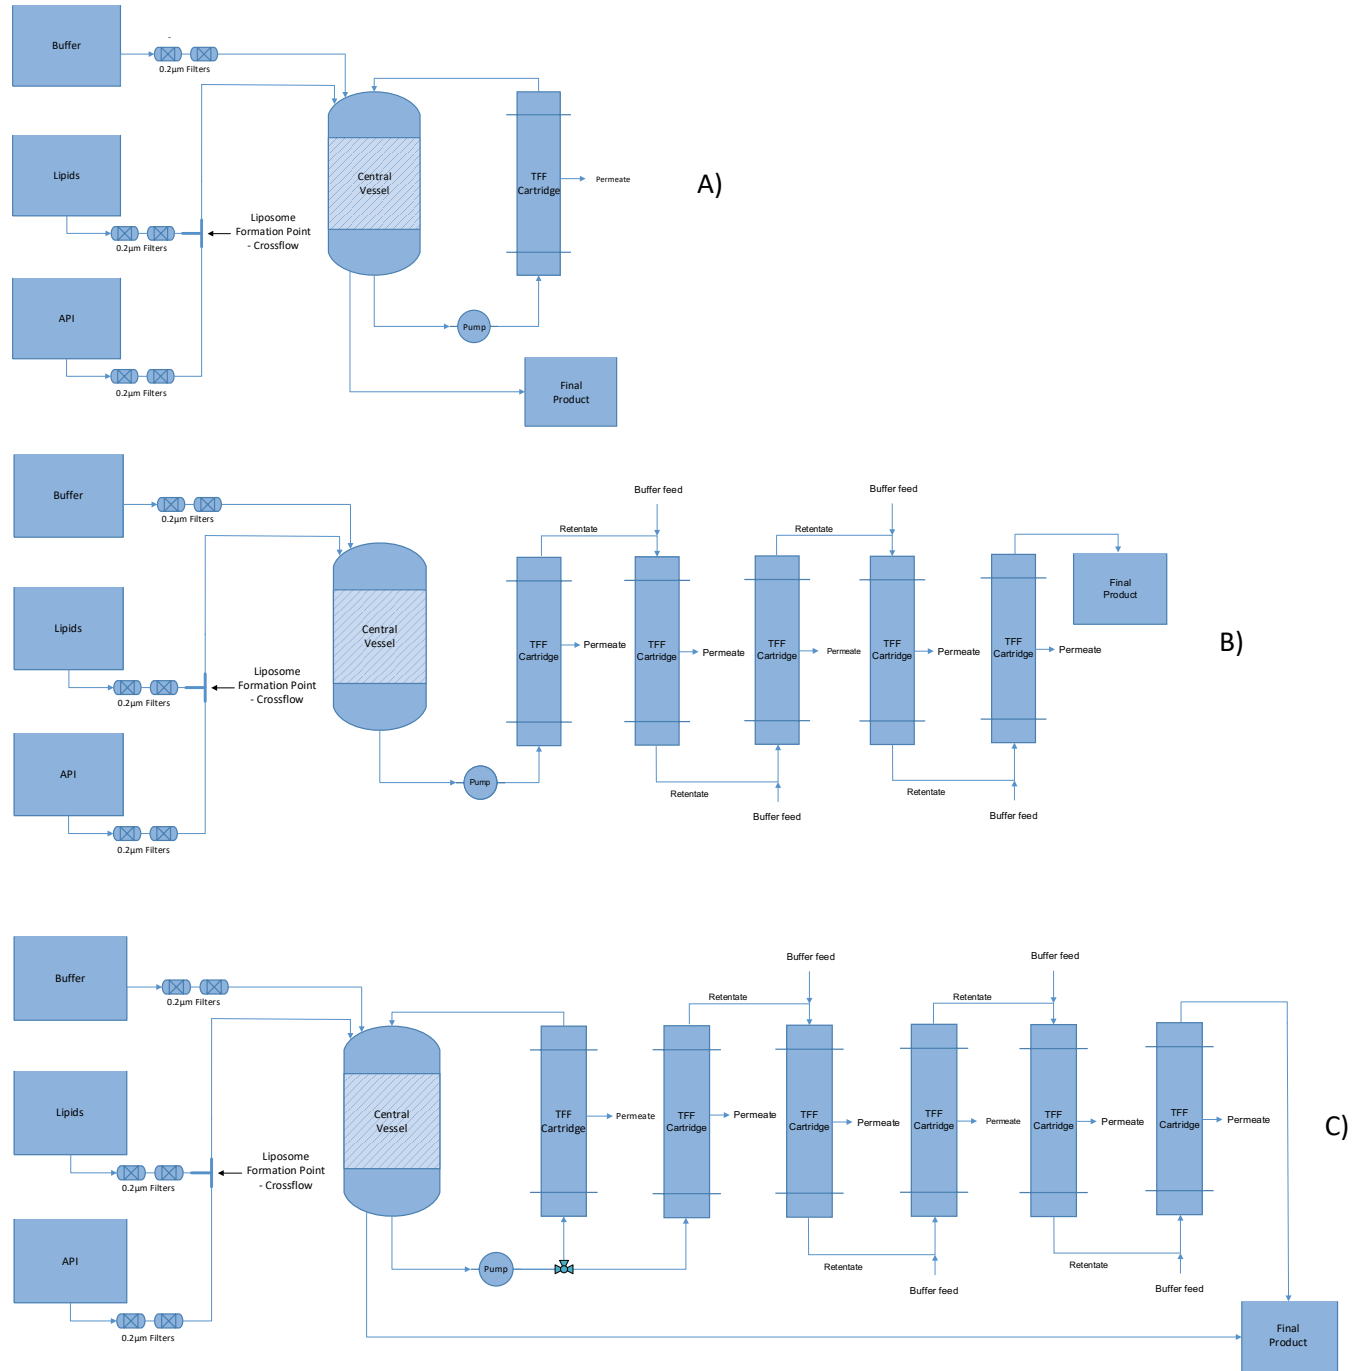 Buffer
-
0.2µm Filters
Lipids
0.2µm Filters
Liposome
Formation Point
- Crossflow
API
0.2µm Filters
Central
Vessel
TFF
Cartridge
Permeate
Pump
Final
Product
A)
Buffer
0.2µm Filters
Lipids
0.2µm Filters
Liposome
Formation Point
- Crossflow
API
0.2µm Filters
Central
Vessel
Pump
TFF
Cartridge
Permeate
Retentate
Buffer feed
TFF
Cartridge
Permeate
Retentate
Buffer feed
TFF
Cartridge
Permeate
Retentate
Buffer feed
TFF
Cartridge
Permeate
Retentate
Buffer feed
TFF
Cartridge
Permeate
Final
Product
B)
Buffer
0.2µm Filters
Lipids
0.2µm Filters
Liposome
Formation Point
- Crossflow
API
0.2µm Filters
Central
Vessel
Pump
TFF
Cartridge
Permeate
TFF
Cartridge
Permeate
Retentate
Buffer feed
TFF
Cartridge
Permeate
Retentate
Buffer feed
TFF
Cartridge
Permeate
Retentate
Buffer feed
TFF
Cartridge
Permeate
Retentate
Buffer feed
TFF
Cartridge
Permeate
Final
Product
C)